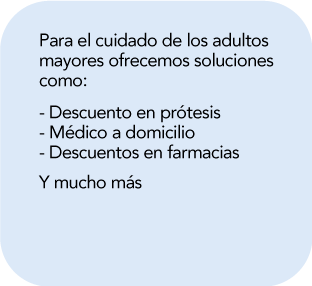 Para el cuidado de los adultos
mayores ofrecemos soluciones
como:
- Descuento en prótesis
- Médico a domicilio
- Descuentos en farmacias
Y mucho más